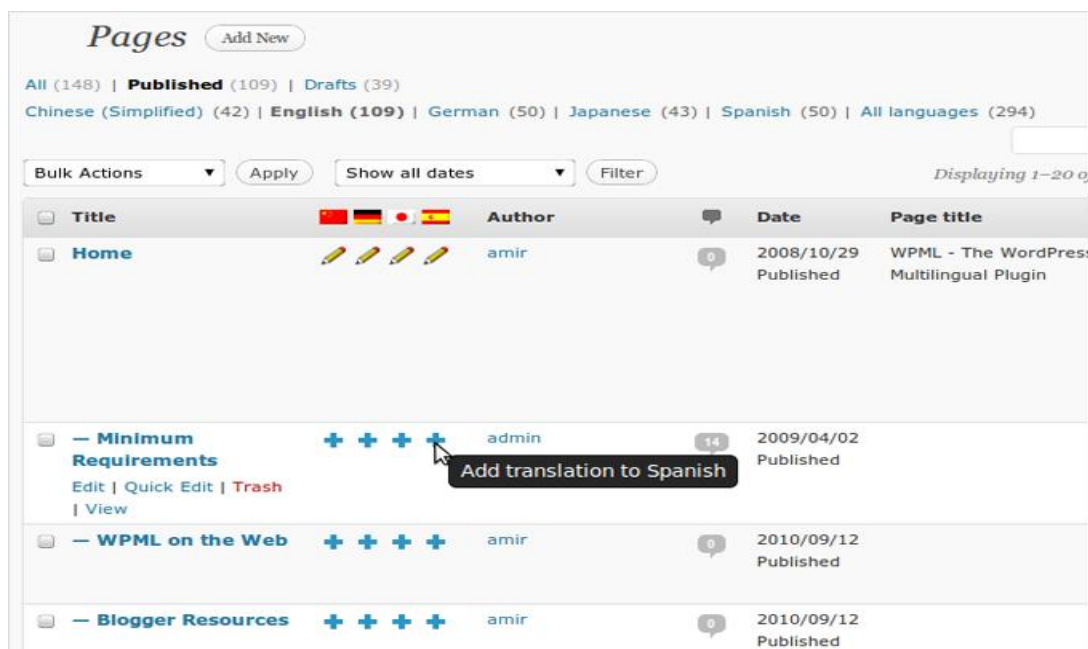 Pages Add New
All (148) | Published (109) | Drafts (39)
Chinese (Simplified) (42) | English (109) | German (50) | Japanese (43) | Spanish (50) | All languages (294)
Bulk Actions Apply Show all dates Filter Displaying 1–20
Title Author Date Page title
Home amir 0 2008/10/29 WPML - The WordPress
Published Multilingual Plugin
— Minimum admin 14 2009/04/02
Requirements Add translation to Spanish Published
Edit | Quick Edit | Trash
| View
— WPML on the Web amir 0 2010/09/12
Published
— Blogger Resources amir 0 2010/09/12
Published